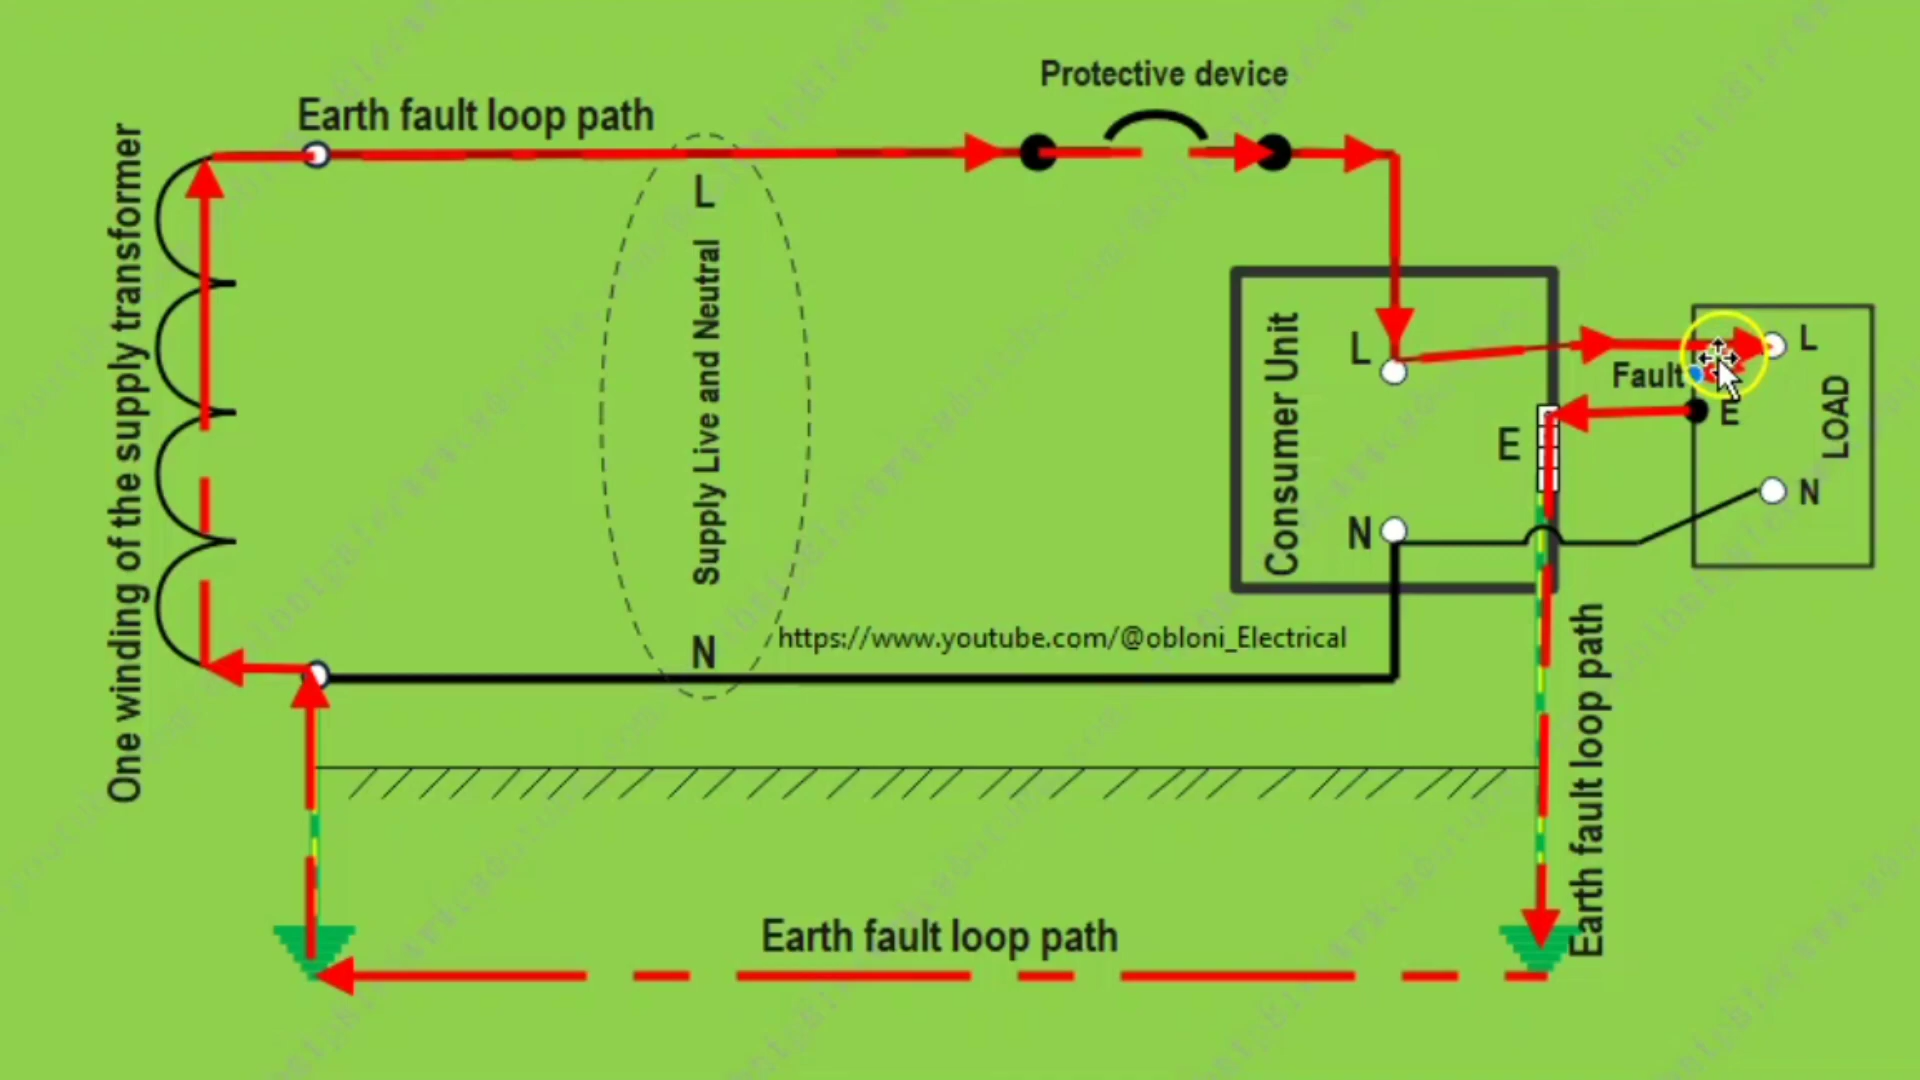 Protective device
Earth fault loop path
One winding of the supply transformer
L
Supply Live and Neutral
N
Consumer Unit
L
E
N
Fault
L
E
N
LOAD
https://www.youtube.com/@obloni_Electrical
Earth fault loop path
Earth fault loop path